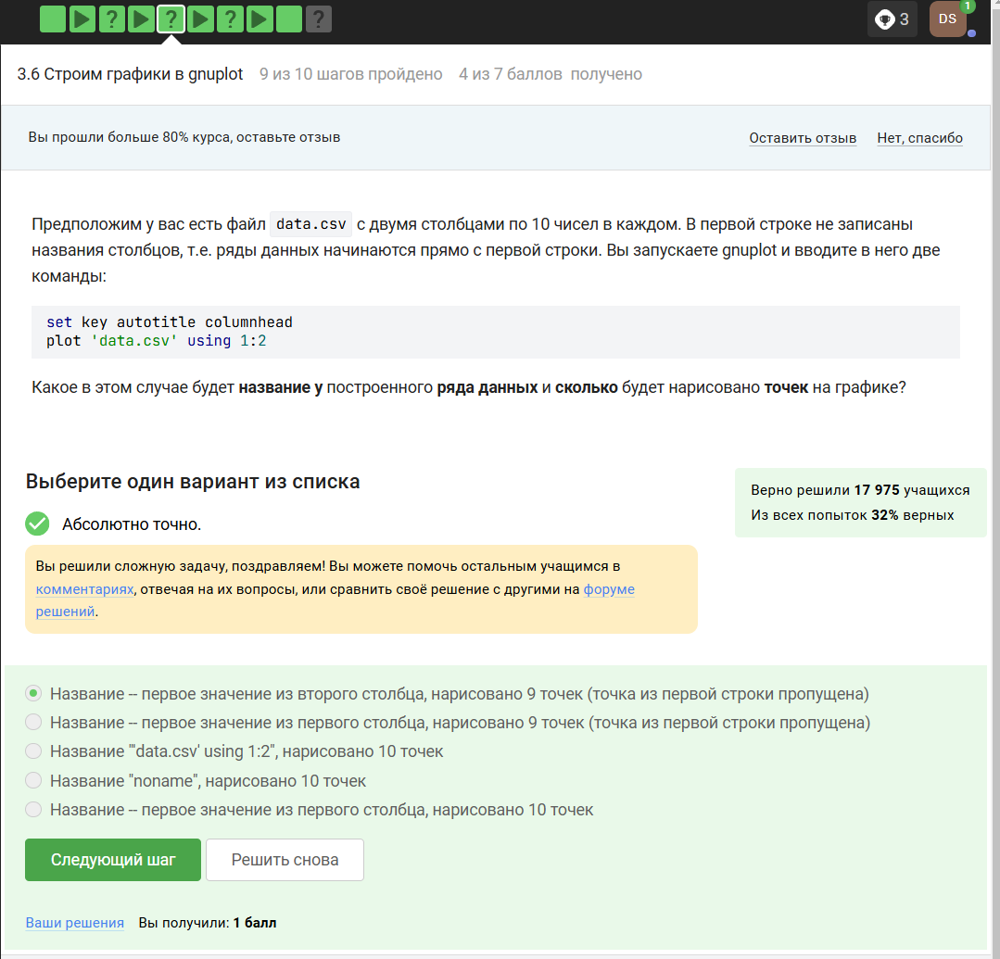 ? ? ? ?
3 DS 1
3.6 Строим графики в gnuplot 9 из 10 шагов пройдено 4 из 7 баллов получено
Вы прошли больше 80% курса, оставьте отзыв Оставить отзыв Нет, спасибо
Предположим у вас есть файл data.csv с двумя столбцами по 10 чисел в каждом. В первой строке не записаны
названия столбцов, т.е. ряды данных начинаются прямо с первой строки. Вы запускаете gnuplot и вводите в него две
команды:
set key autotitle columnhead
plot 'data.csv' using 1:2
Какое в этом случае будет название у построенного ряда данных и сколько будет нарисовано точек на графике?
Выберите один вариант из списка
Верно решили 17 975 учащихся
Из всех попыток 32% верных
Абсолютно точно.
Вы решили сложную задачу, поздравляем! Вы можете помочь остальным учащимся в
комментариях, отвечая на их вопросы, или сравнить своё решение с другими на форуме
решений.
Название -- первое значение из второго столбца, нарисовано 9 точек (точка из первой строки пропущена)
Название -- первое значение из первого столбца, нарисовано 9 точек (точка из первой строки пропущена)
Название "'data.csv' using 1:2", нарисовано 10 точек
Название "noname", нарисовано 10 точек
Название -- первое значение из первого столбца, нарисовано 10 точек
Следующий шаг Решить снова
Ваши решения Вы получили: 1 балл